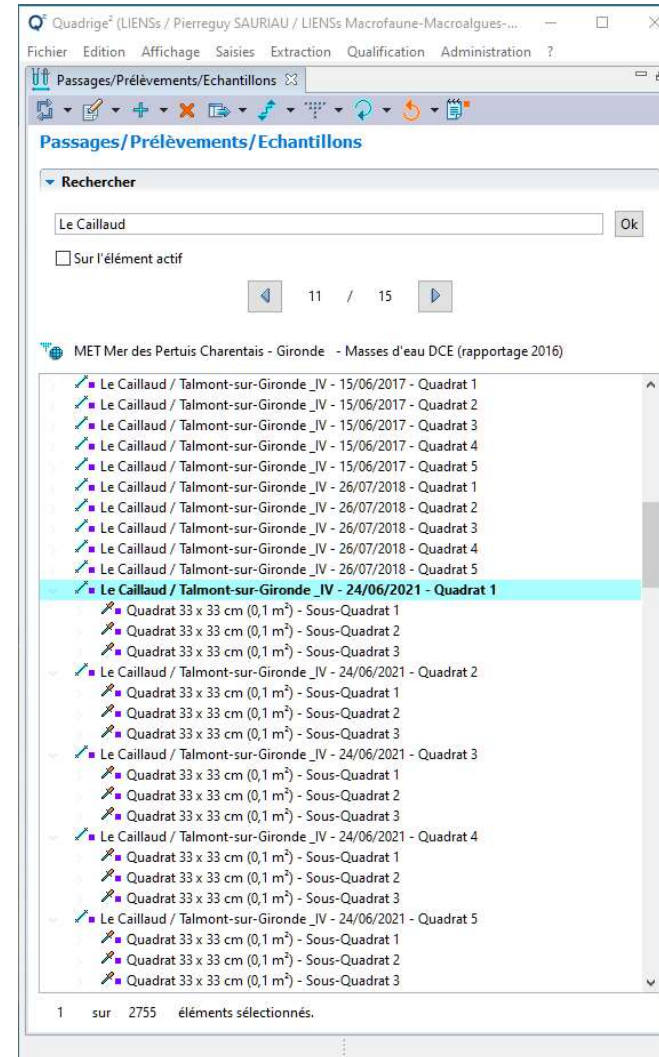 Quadrige² (LIENSs / Pierreguy SAURIAU / LIENSs Macrofaune-Macroalgues-...
Fichier Edition Affichage Saisies Extraction Qualification Administration ?
Passages/Prélèvements/Echantillons
Passages/Prélèvements/Echantillons
Rechercher
Le Caillaud Ok
Sur l'élément actif
11 / 15
MET Mer des Pertuis Charentais - Gironde - Masses d'eau DCE (rapportage 2016)
Le Caillaud / Talmont-sur-Gironde _IV - 15/06/2017 - Quadrat 1
Le Caillaud / Talmont-sur-Gironde _IV - 15/06/2017 - Quadrat 2
Le Caillaud / Talmont-sur-Gironde _IV - 15/06/2017 - Quadrat 3
Le Caillaud / Talmont-sur-Gironde _IV - 15/06/2017 - Quadrat 4
Le Caillaud / Talmont-sur-Gironde _IV - 15/06/2017 - Quadrat 5
Le Caillaud / Talmont-sur-Gironde _IV - 26/07/2018 - Quadrat 1
Le Caillaud / Talmont-sur-Gironde _IV - 26/07/2018 - Quadrat 2
Le Caillaud / Talmont-sur-Gironde _IV - 26/07/2018 - Quadrat 3
Le Caillaud / Talmont-sur-Gironde _IV - 26/07/2018 - Quadrat 4
Le Caillaud / Talmont-sur-Gironde _IV - 26/07/2018 - Quadrat 5
Le Caillaud / Talmont-sur-Gironde _IV - 24/06/2021 - Quadrat 1
Quadrat 33 x 33 cm (0,1 m²) - Sous-Quadrat 1
Quadrat 33 x 33 cm (0,1 m²) - Sous-Quadrat 2
Quadrat 33 x 33 cm (0,1 m²) - Sous-Quadrat 3
Le Caillaud / Talmont-sur-Gironde _IV - 24/06/2021 - Quadrat 2
Quadrat 33 x 33 cm (0,1 m²) - Sous-Quadrat 1
Quadrat 33 x 33 cm (0,1 m²) - Sous-Quadrat 2
Quadrat 33 x 33 cm (0,1 m²) - Sous-Quadrat 3
Le Caillaud / Talmont-sur-Gironde _IV - 24/06/2021 - Quadrat 3
Quadrat 33 x 33 cm (0,1 m²) - Sous-Quadrat 1
Quadrat 33 x 33 cm (0,1 m²) - Sous-Quadrat 2
Quadrat 33 x 33 cm (0,1 m²) - Sous-Quadrat 3
Le Caillaud / Talmont-sur-Gironde _IV - 24/06/2021 - Quadrat 4
Quadrat 33 x 33 cm (0,1 m²) - Sous-Quadrat 1
Quadrat 33 x 33 cm (0,1 m²) - Sous-Quadrat 2
Quadrat 33 x 33 cm (0,1 m²) - Sous-Quadrat 3
Le Caillaud / Talmont-sur-Gironde _IV - 24/06/2021 - Quadrat 5
Quadrat 33 x 33 cm (0,1 m²) - Sous-Quadrat 1
Quadrat 33 x 33 cm (0,1 m²) - Sous-Quadrat 2
Quadrat 33 x 33 cm (0,1 m²) - Sous-Quadrat 3
1 sur 2755 éléments sélectionnés.